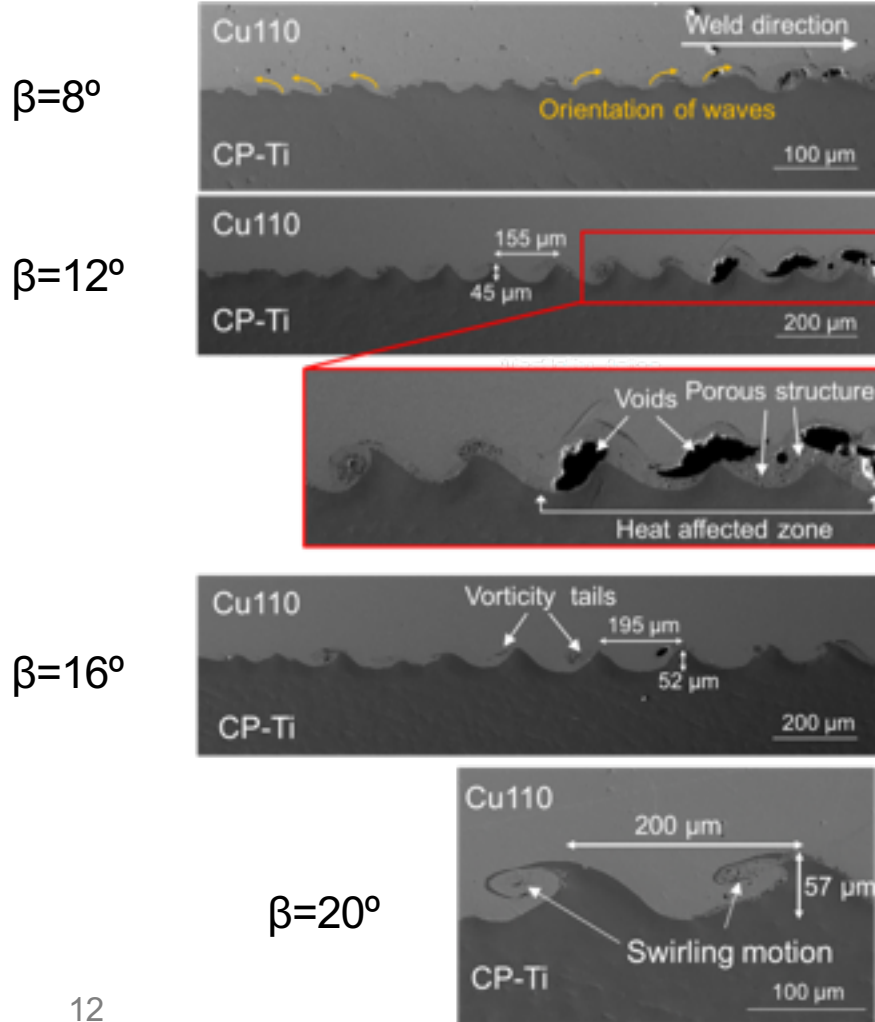 Cu110
Weld direction
β=8º
Orientation of waves
CP-Ti
100 μm
Cu110
155 μm
β=12º
45 μm
CP-Ti
200 μm
Voids
Porous structure
Heat affected zone
Cu110
Vorticity tails
195 μm
β=16º
52 μm
CP-Ti
200 μm
Cu110
200 μm
57 μm
β=20º
Swirling motion
CP-Ti
100 μm
12